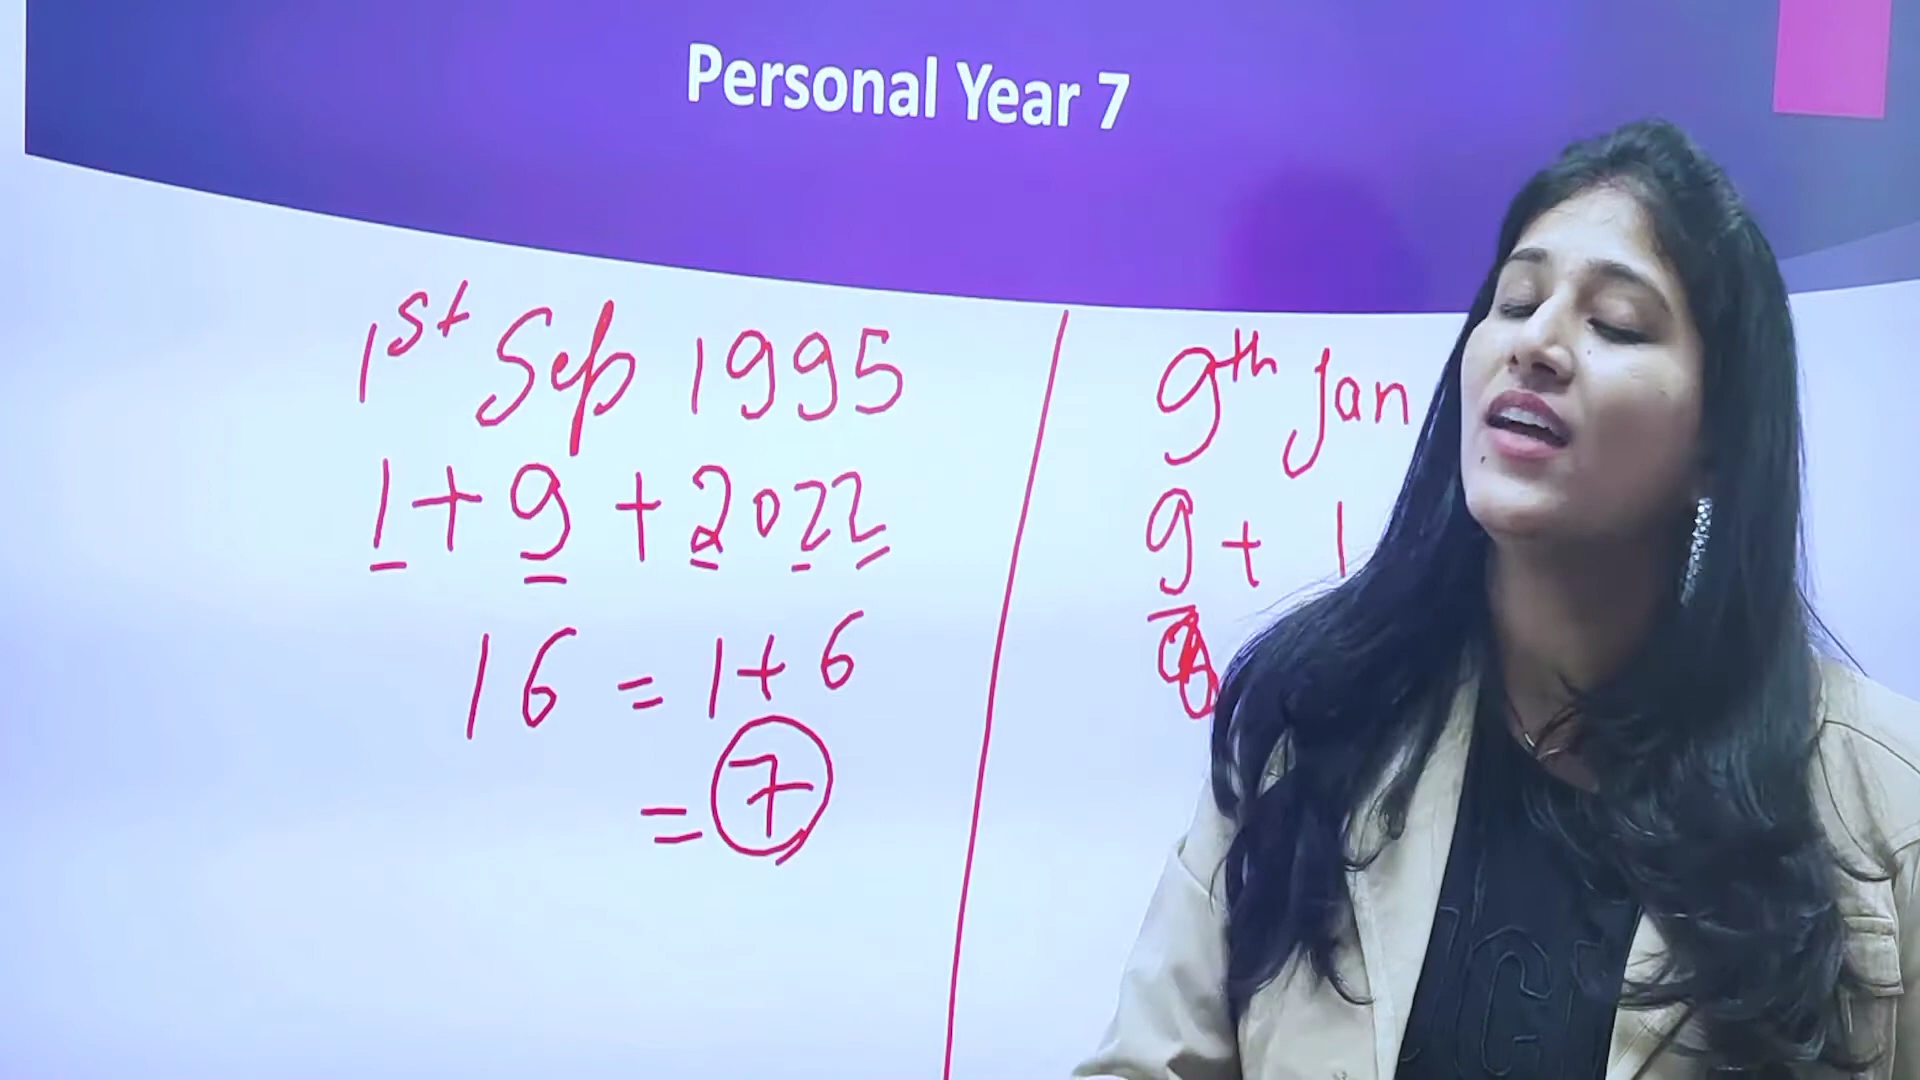 Personal Year 7
1st Sep 1995
1 + 9 + 2022
16 = 1 + 6
= 7
9th Jan
9 + 1